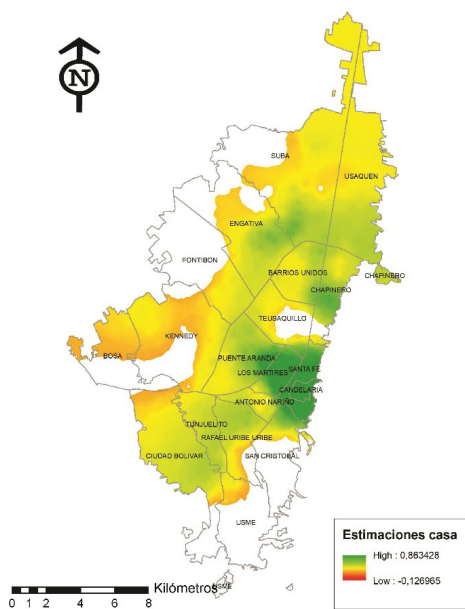 N
SUBA
USAQUEN
ENGATIVA
FONTIBON
BARRIOS UNIDOS
CHAPINERO
CHAPINERO
TEUSAQUILLO
KENNEDY
BOSA
PUENTE ARANDA
LOS MARTIRES
SANTA FE
CANDELARIA
ANTONIO NARIÑO
TUNJUELITO
RAFAEL URIBE URIBE
CIUDAD BOLIVAR
SAN CRISTOBAL
USME
USME
Estimaciones casa
High : 0,863428
Low : -0,126965
Kilómetros
0 1 2 4 6 8